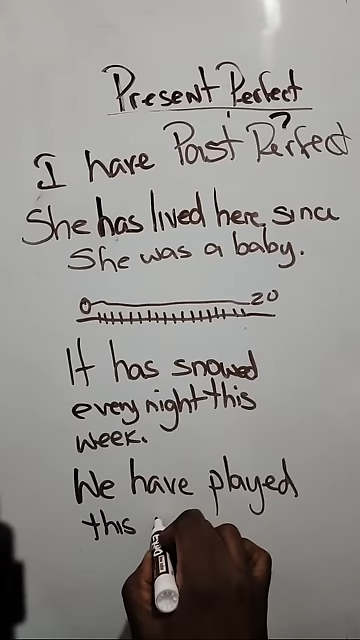 Present Perfect
?
I have Past Perfect
She has lived here, since
She was a baby.
0 20
It has snowed
every night this
week.
We have played
this